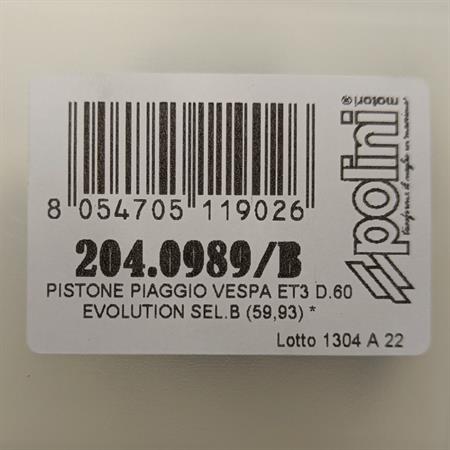 8 054705 119026
204.0989/B
PISTONE PIAGGIO VESPA ET3 D.60
EVOLUTION SEL.B (59,93) *
Lotto 1304 A 22
polini
motori®